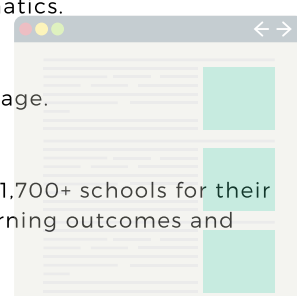 atics.
age.
1,700+ schools for their
rning outcomes and